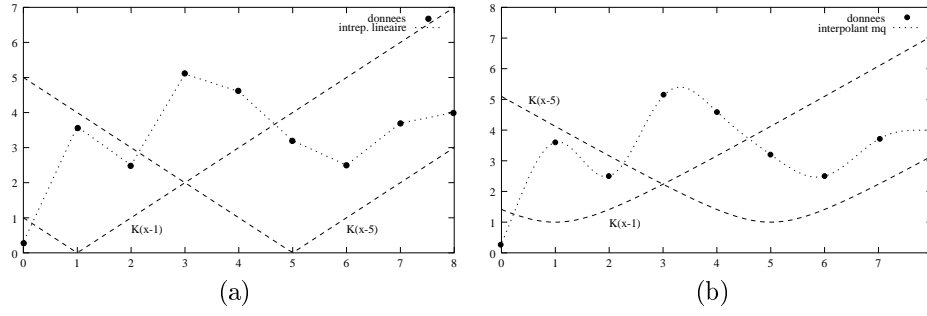 7
6
5
4
3
2
1
0
0 1 2 3 4 5 6 7 8
donnees
intrep. lineaire
K(x-1)
K(x-5)
(a)
8
7
6
5
4
3
2
1
0
0 1 2 3 4 5 6 7
donnees
interpolant mq
K(x-5)
K(x-1)
(b)